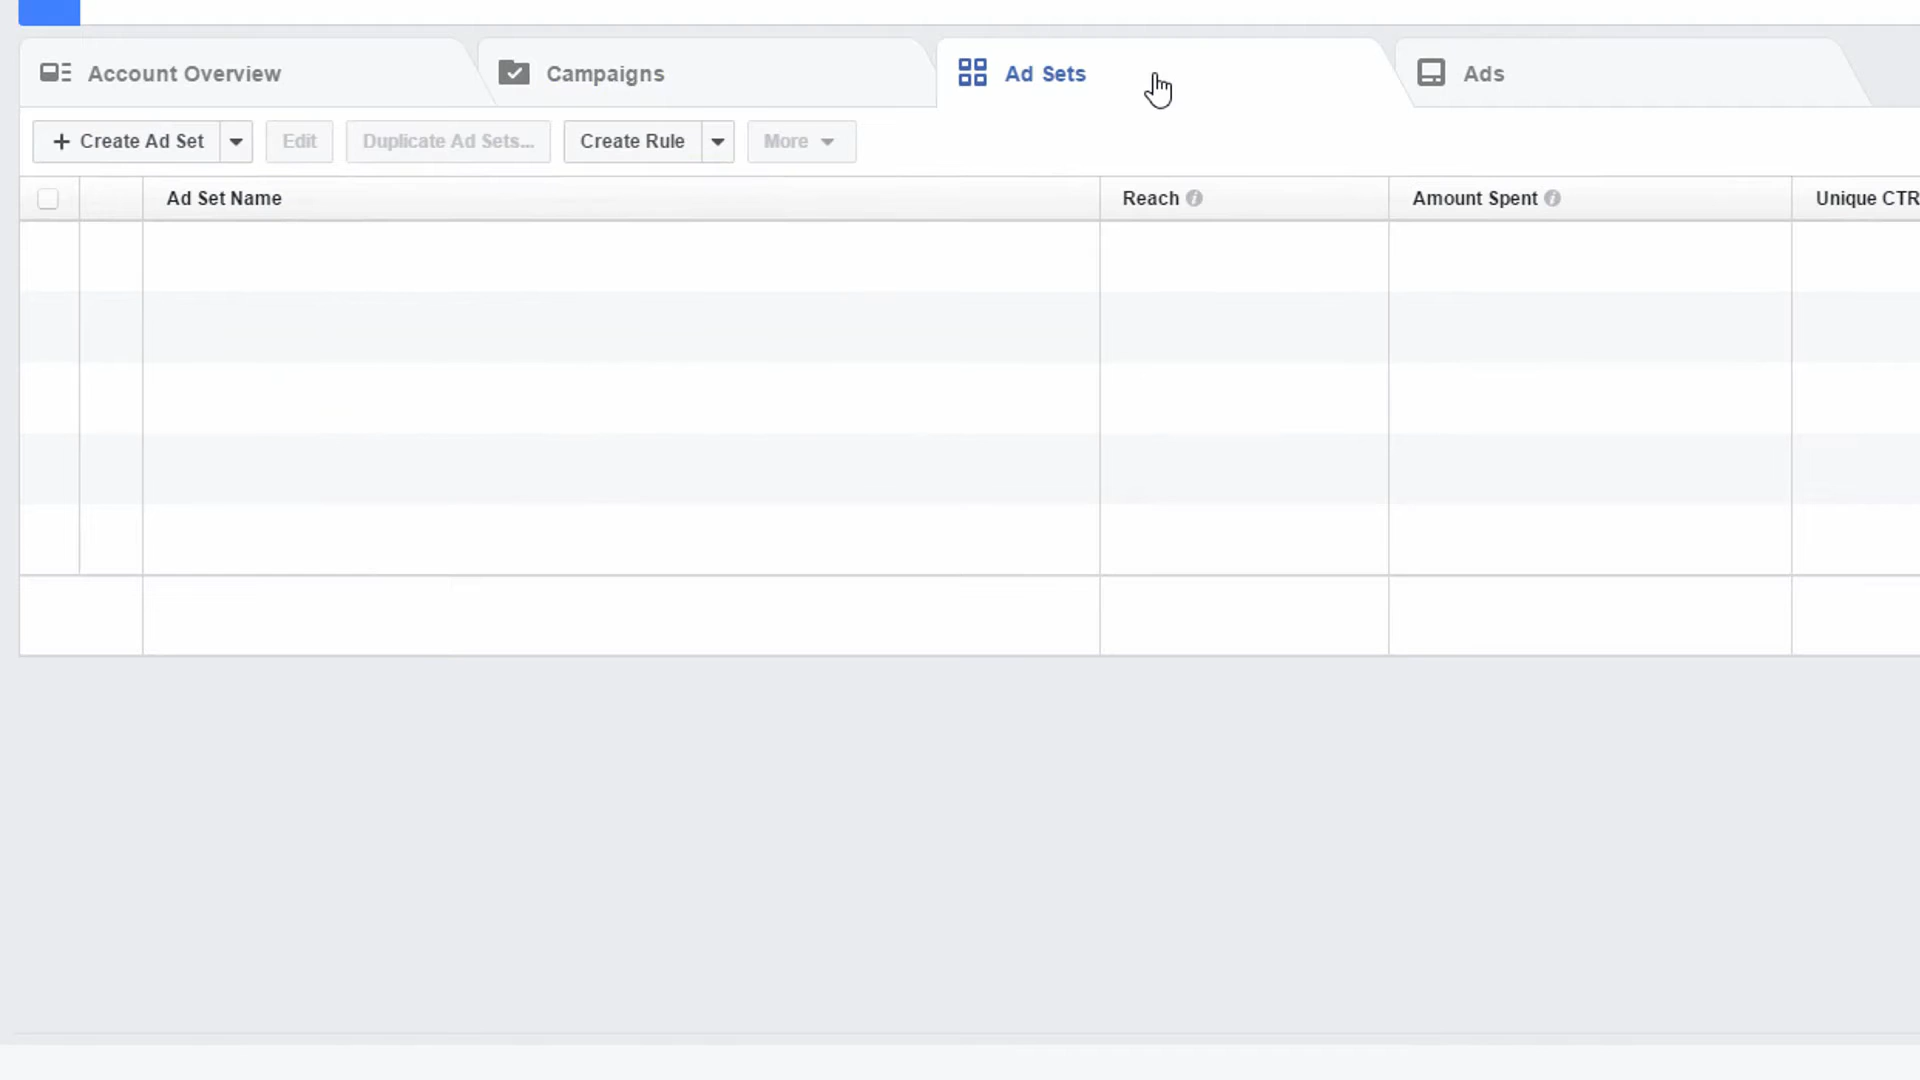 Account Overview
Campaigns
Ad Sets
Ads
+ Create Ad Set
Edit
Duplicate Ad Sets...
Create Rule
More
Ad Set Name
Reach
Amount Spent
Unique CTR